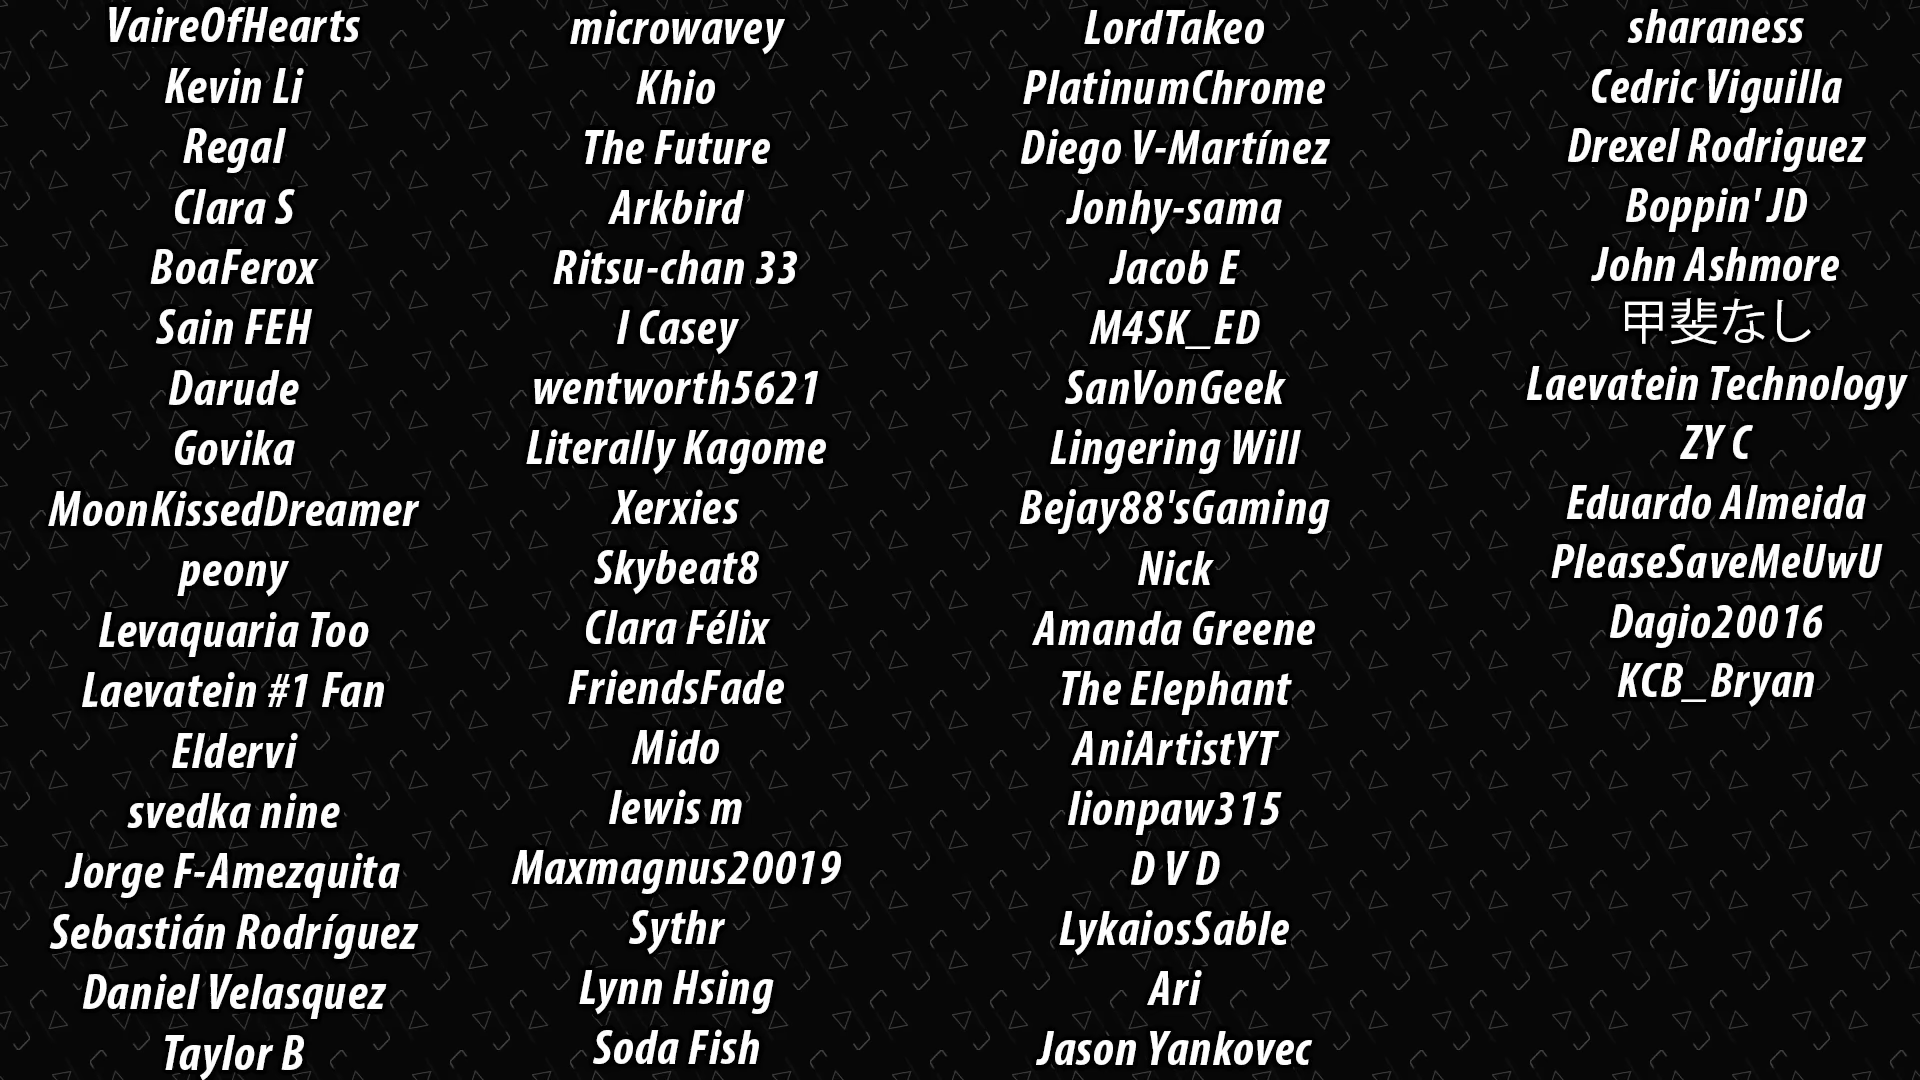 VaireOfHearts
Kevin Li
Regal
Clara S
BoaFerox
Sain FEH
Darude
Govika
MoonKissedDreamer
peony
Levaquaria Too
Laevatein #1 Fan
Eldervi
svedka nine
Jorge F-Amezquita
Sebastián Rodríguez
Daniel Velasquez
Taylor B
microwavey
Khio
The Future
Arkbird
Ritsu-chan 33
I Casey
wentworth5621
Literally Kagome
Xerxies
Skybeat8
Clara Félix
FriendsFade
Mido
lewis m
Maxmagnus20019
Sythr
Lynn Hsing
Soda Fish
LordTakeo
PlatinumChrome
Diego V-Martínez
Jonhy-sama
Jacob E
M4SK_ED
SanVonGeek
Lingering Will
Bejay88'sGaming
Nick
Amanda Greene
The Elephant
AniArtistYT
lionpaw315
D V D
LykaiosSable
Ari
Jason Yankovec
sharaness
Cedric Viguilla
Drexel Rodriguez
Boppin' JD
John Ashmore
甲斐なし
Laevatein Technology
ZY C
Eduardo Almeida
PleaseSaveMeUwU
Dagio20016
KCB_Bryan